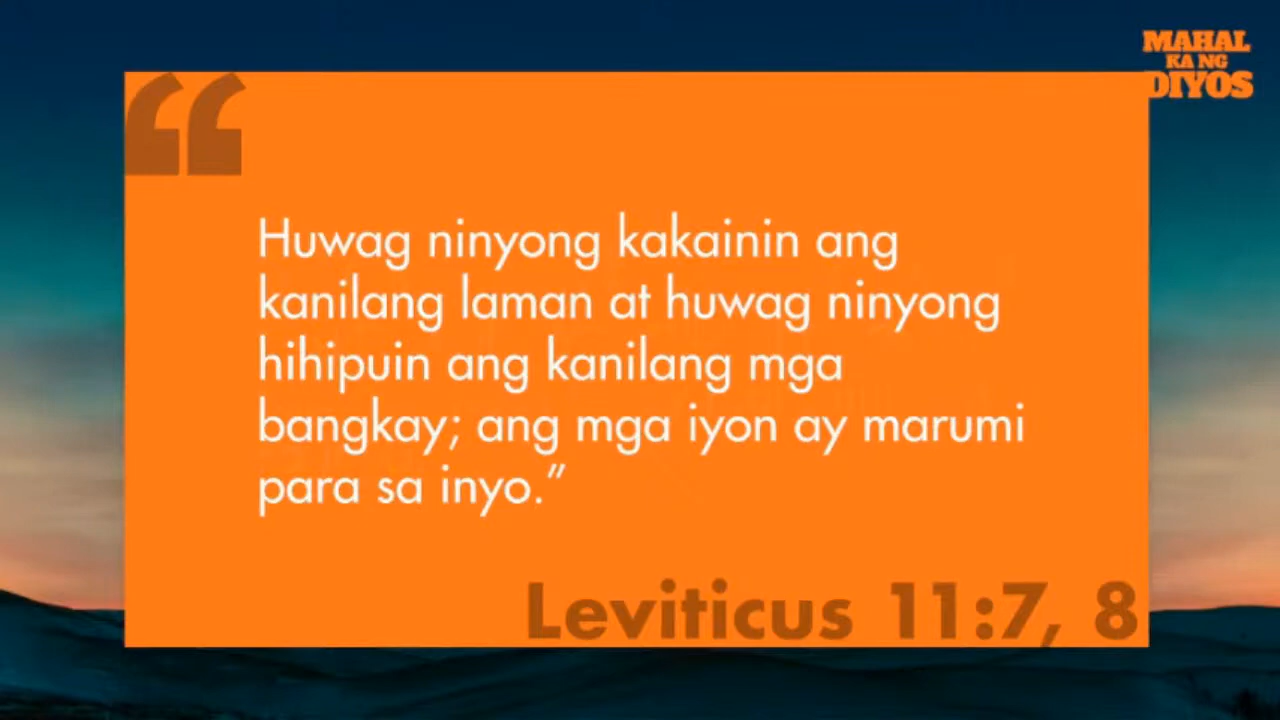 MAHAL
KA NG
DIYOS
“
Huwag ninyong kakainin ang
kanilang laman at huwag ninyong
hihipuin ang kanilang mga
bangkay; ang mga iyon ay marumi
para sa inyo.”
Leviticus 11:7, 8